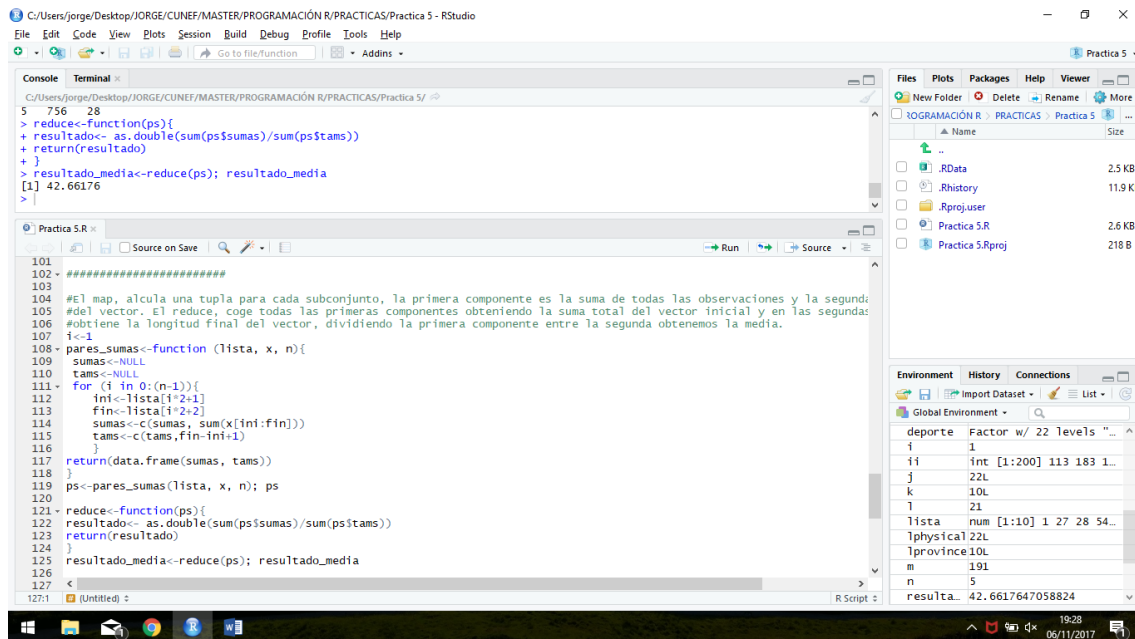 C:/Users/jorge/Desktop/JORGE/CUNEF/MASTER/PROGRAMACIÓN R/PRACTICAS/Practica 5 - RStudio
File Edit Code View Plots Session Build Debug Profile Tools Help
Go to file/function Addins
Practica 5
Console Terminal
C:/Users/jorge/Desktop/JORGE/CUNEF/MASTER/PROGRAMACIÓN R/PRACTICAS/Practica 5/
5 756 28
> reduce<-function(ps){
+ resultado<- as.double(sum(ps$sumas)/sum(ps$tams))
+ return(resultado)
+ }
> resultado_media<-reduce(ps); resultado_media
[1] 42.66176
>
Practica 5.R
Source on Save Run Source
101
102 ########################
103
104 #El map, alcula una tupla para cada subconjunto, la primera componente es la suma de todas las observaciones y la segunda
105 #del vector. El reduce, coge todas las primeras componentes obteniendo la suma total del vector inicial y en las segundas
106 #obtiene la longitud final del vector, dividiendo la primera componente entre la segunda obtenemos la media.
107 i<-1
108 pares_sumas<-function (lista, x, n){
109 sumas<-NULL
110 tams<-NULL
111 for (i in 0:(n-1)){
112 ini<-lista[i*2+1]
113 fin<-lista[i*2+2]
114 sumas<-c(sumas, sum(x[ini:fin]))
115 tams<-c(tams,fin-ini+1)
116 }
117 return(data.frame(sumas, tams))
118 }
119 ps<-pares_sumas(lista, x, n); ps
120
121 reduce<-function(ps){
122 resultado<- as.double(sum(ps$sumas)/sum(ps$tams))
123 return(resultado)
124 }
125 resultado_media<-reduce(ps); resultado_media
126
127
127:1 (Untitled) R Script
Files Plots Packages Help Viewer
New Folder Delete Rename More
ROGRAMACIÓN R > PRACTICAS > Practica 5 ...
Name Size
..
.RData 2.5 KB
.Rhistory 11.9 K
.Rproj.user
Practica 5.R 2.6 KB
Practica 5.Rproj 218 B
Environment History Connections
Import Dataset List
Global Environment
deporte Factor w/ 22 levels "…
i 1
ii int [1:200] 113 183 1…
j 22L
k 10L
l 21
lista num [1:10] 1 27 28 54…
lphysical 22L
lprovince 10L
m 191
n 5
resulta… 42.6617647058824
19:28
06/11/2017